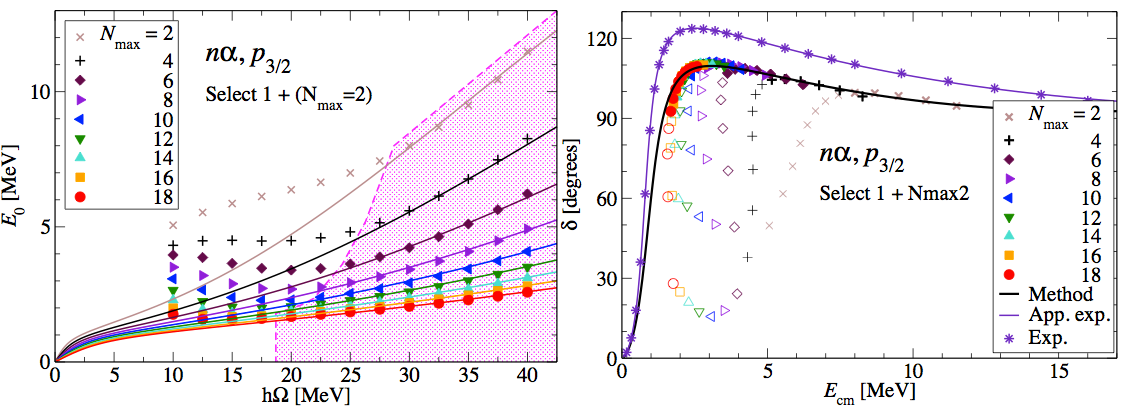 N_max = 2
4
6
8
10
12
14
16
18
nα, p_3/2
Select 1 + (N_max=2)
10
5
0
E_0 [MeV]
0 5 10 15 20 25 30 35 40
hΩ [MeV]
120
90
60
30
0
δ [degrees]
nα, p_3/2
Select 1 + Nmax2
N_max = 2
4
6
8
10
12
14
16
18
Method
App. exp.
Exp.
0 5 10 15
E_cm [MeV]